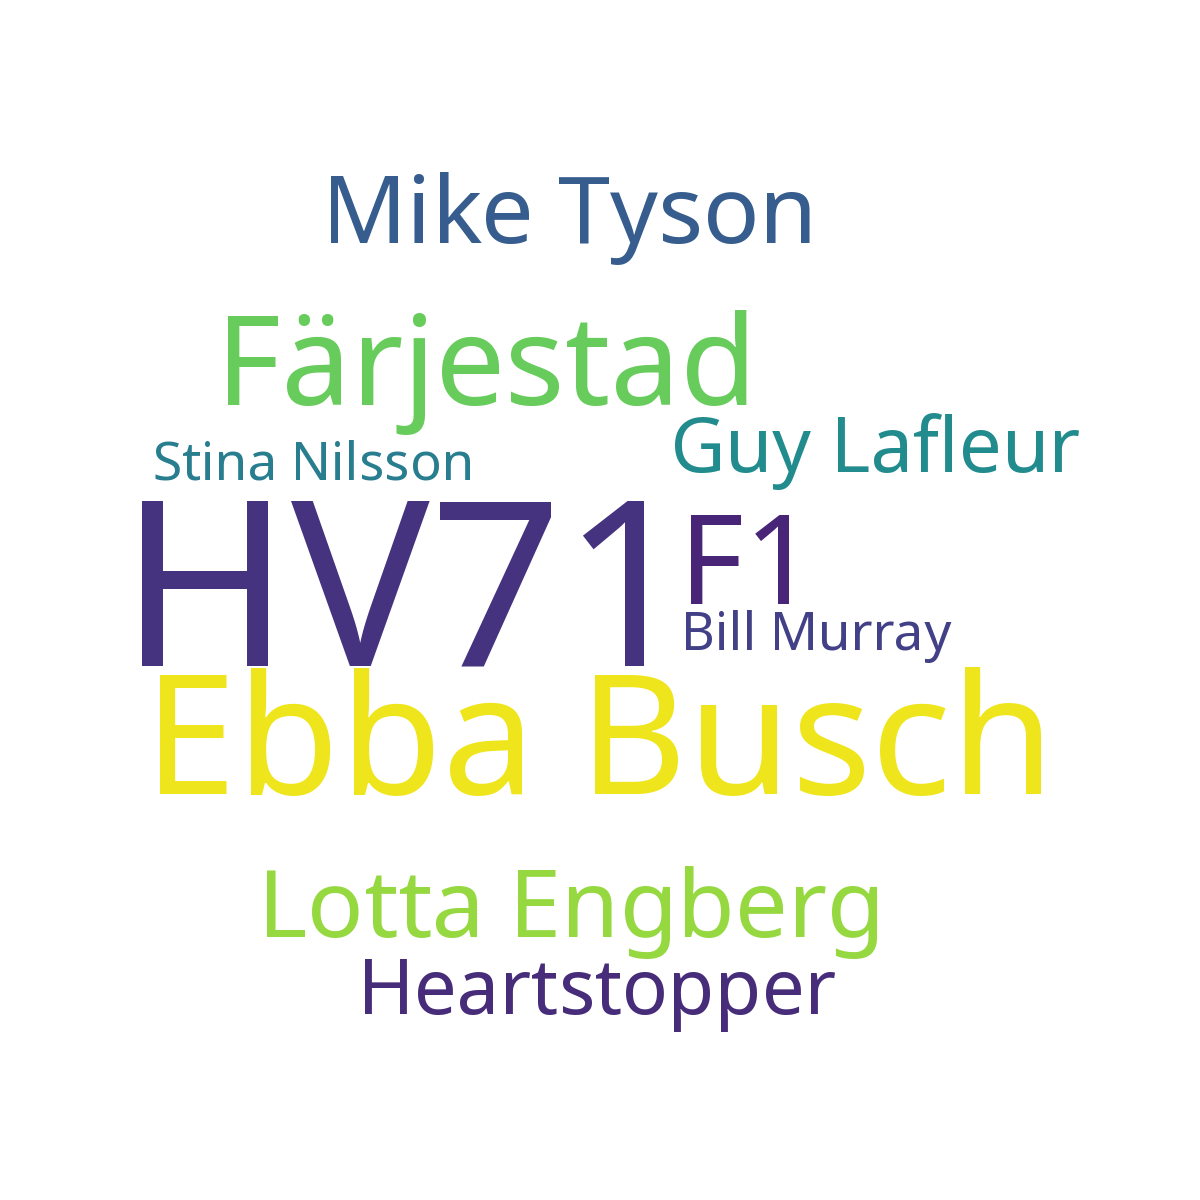 Mike Tyson
Färjestad
Guy Lafleur
Stina Nilsson
HV71
F1
Bill Murray
Ebba Busch
Lotta Engberg
Heartstopper